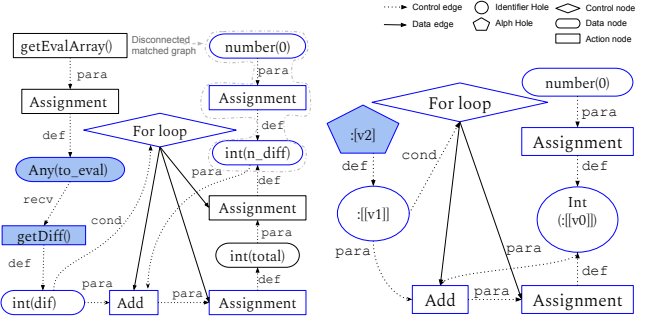 Control edge
Identifier Hole
Control node
Data edge
Alph Hole
Data node
Action node
getEvalArray()
Disconnected
matched graph
number(0)
para
para
Assignment
Assignment
def
For loop
def
Any(to_eval)
int(n_diff)
recv
para
def
cond
getDiff()
Assignment
def
para
int(total)
def
int(dif)
para
Add
para
Assignment
number(0)
For loop
para
:[v2]
Assignment
def
cond
def
:[[v1]]
Int
(:[[v0]])
para
para
def
Add
para
Assignment